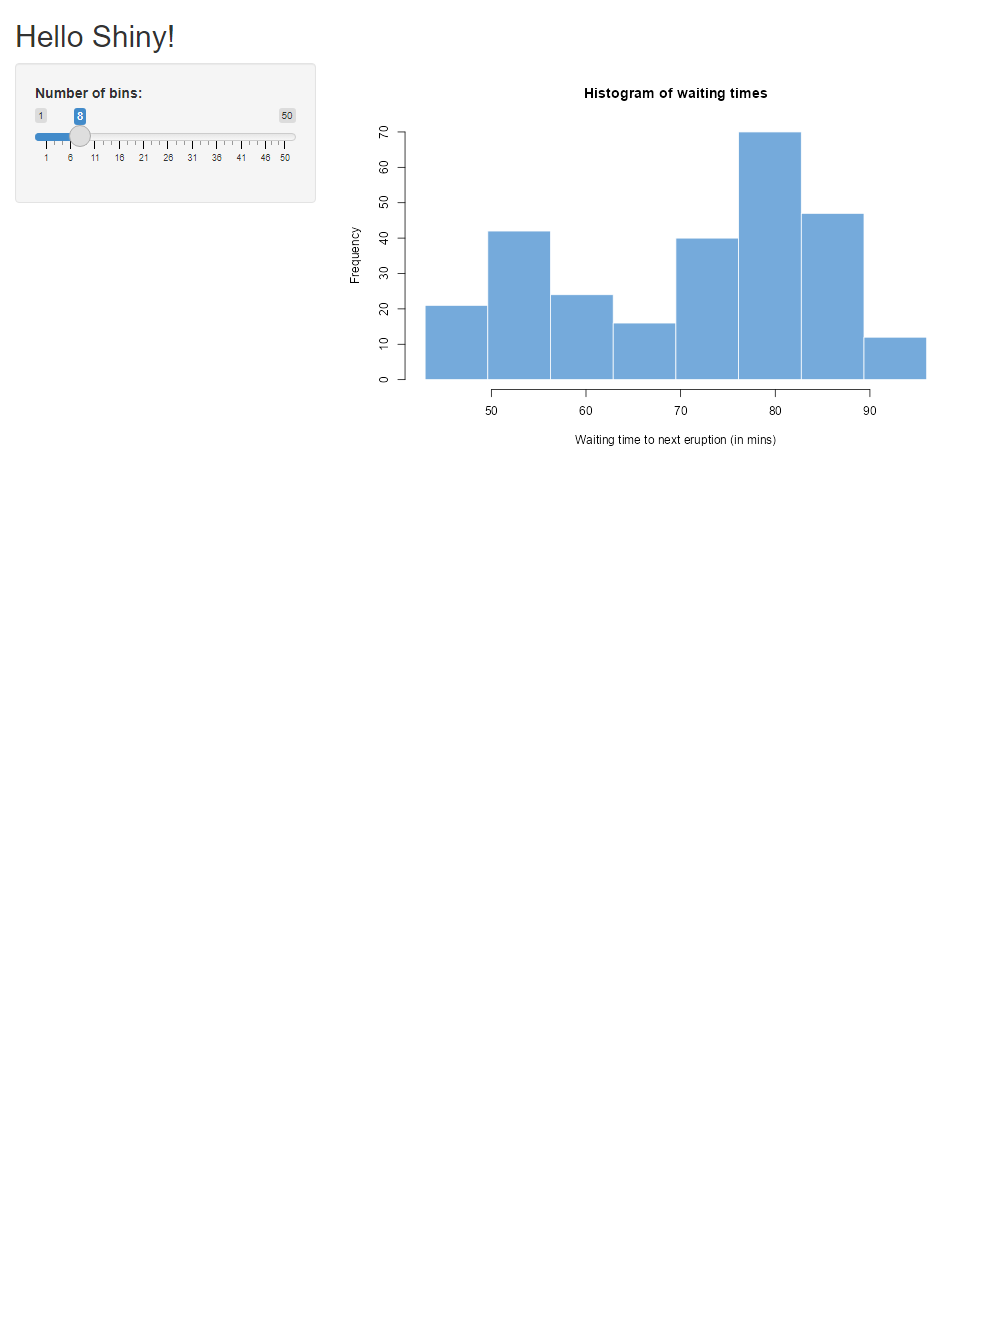 Hello Shiny!
Number of bins:
1 8 50
1 6 11 16 21 26 31 36 41 46 50
Histogram of waiting times
Frequency
70
60
50
40
30
20
10
0
50 60 70 80 90
Waiting time to next eruption (in mins)